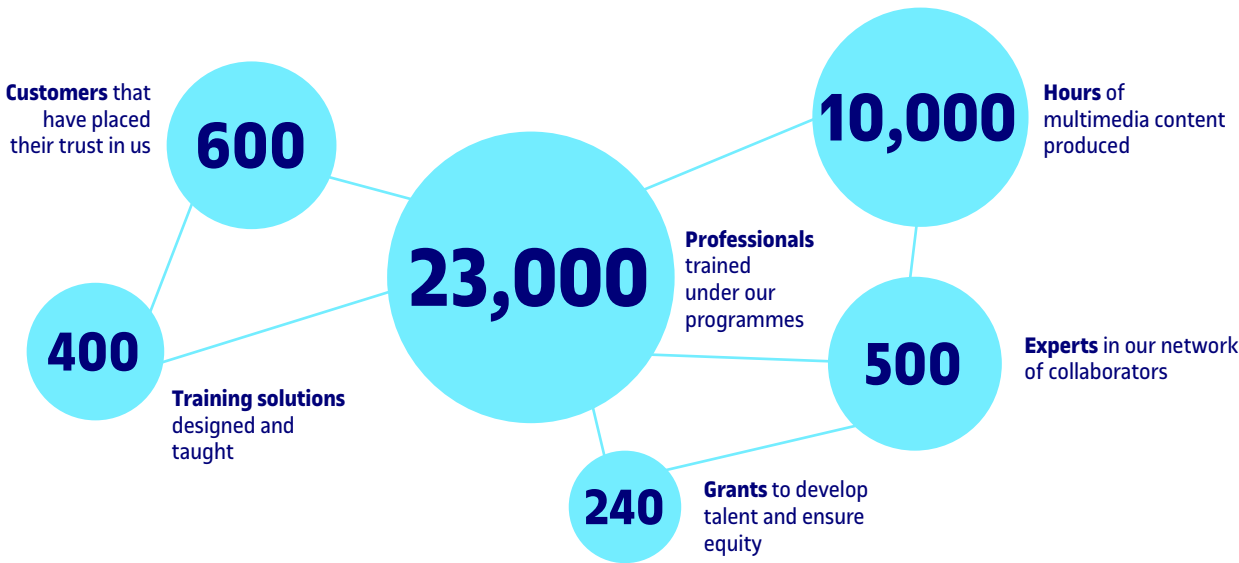 Customers that
have placed
their trust in us
600
10,000
Hours of
multimedia content
produced
23,000
Professionals
trained
under our
programmes
400
Training solutions
designed and
taught
500
Experts in our network
of collaborators
240
Grants to develop
talent and ensure
equity